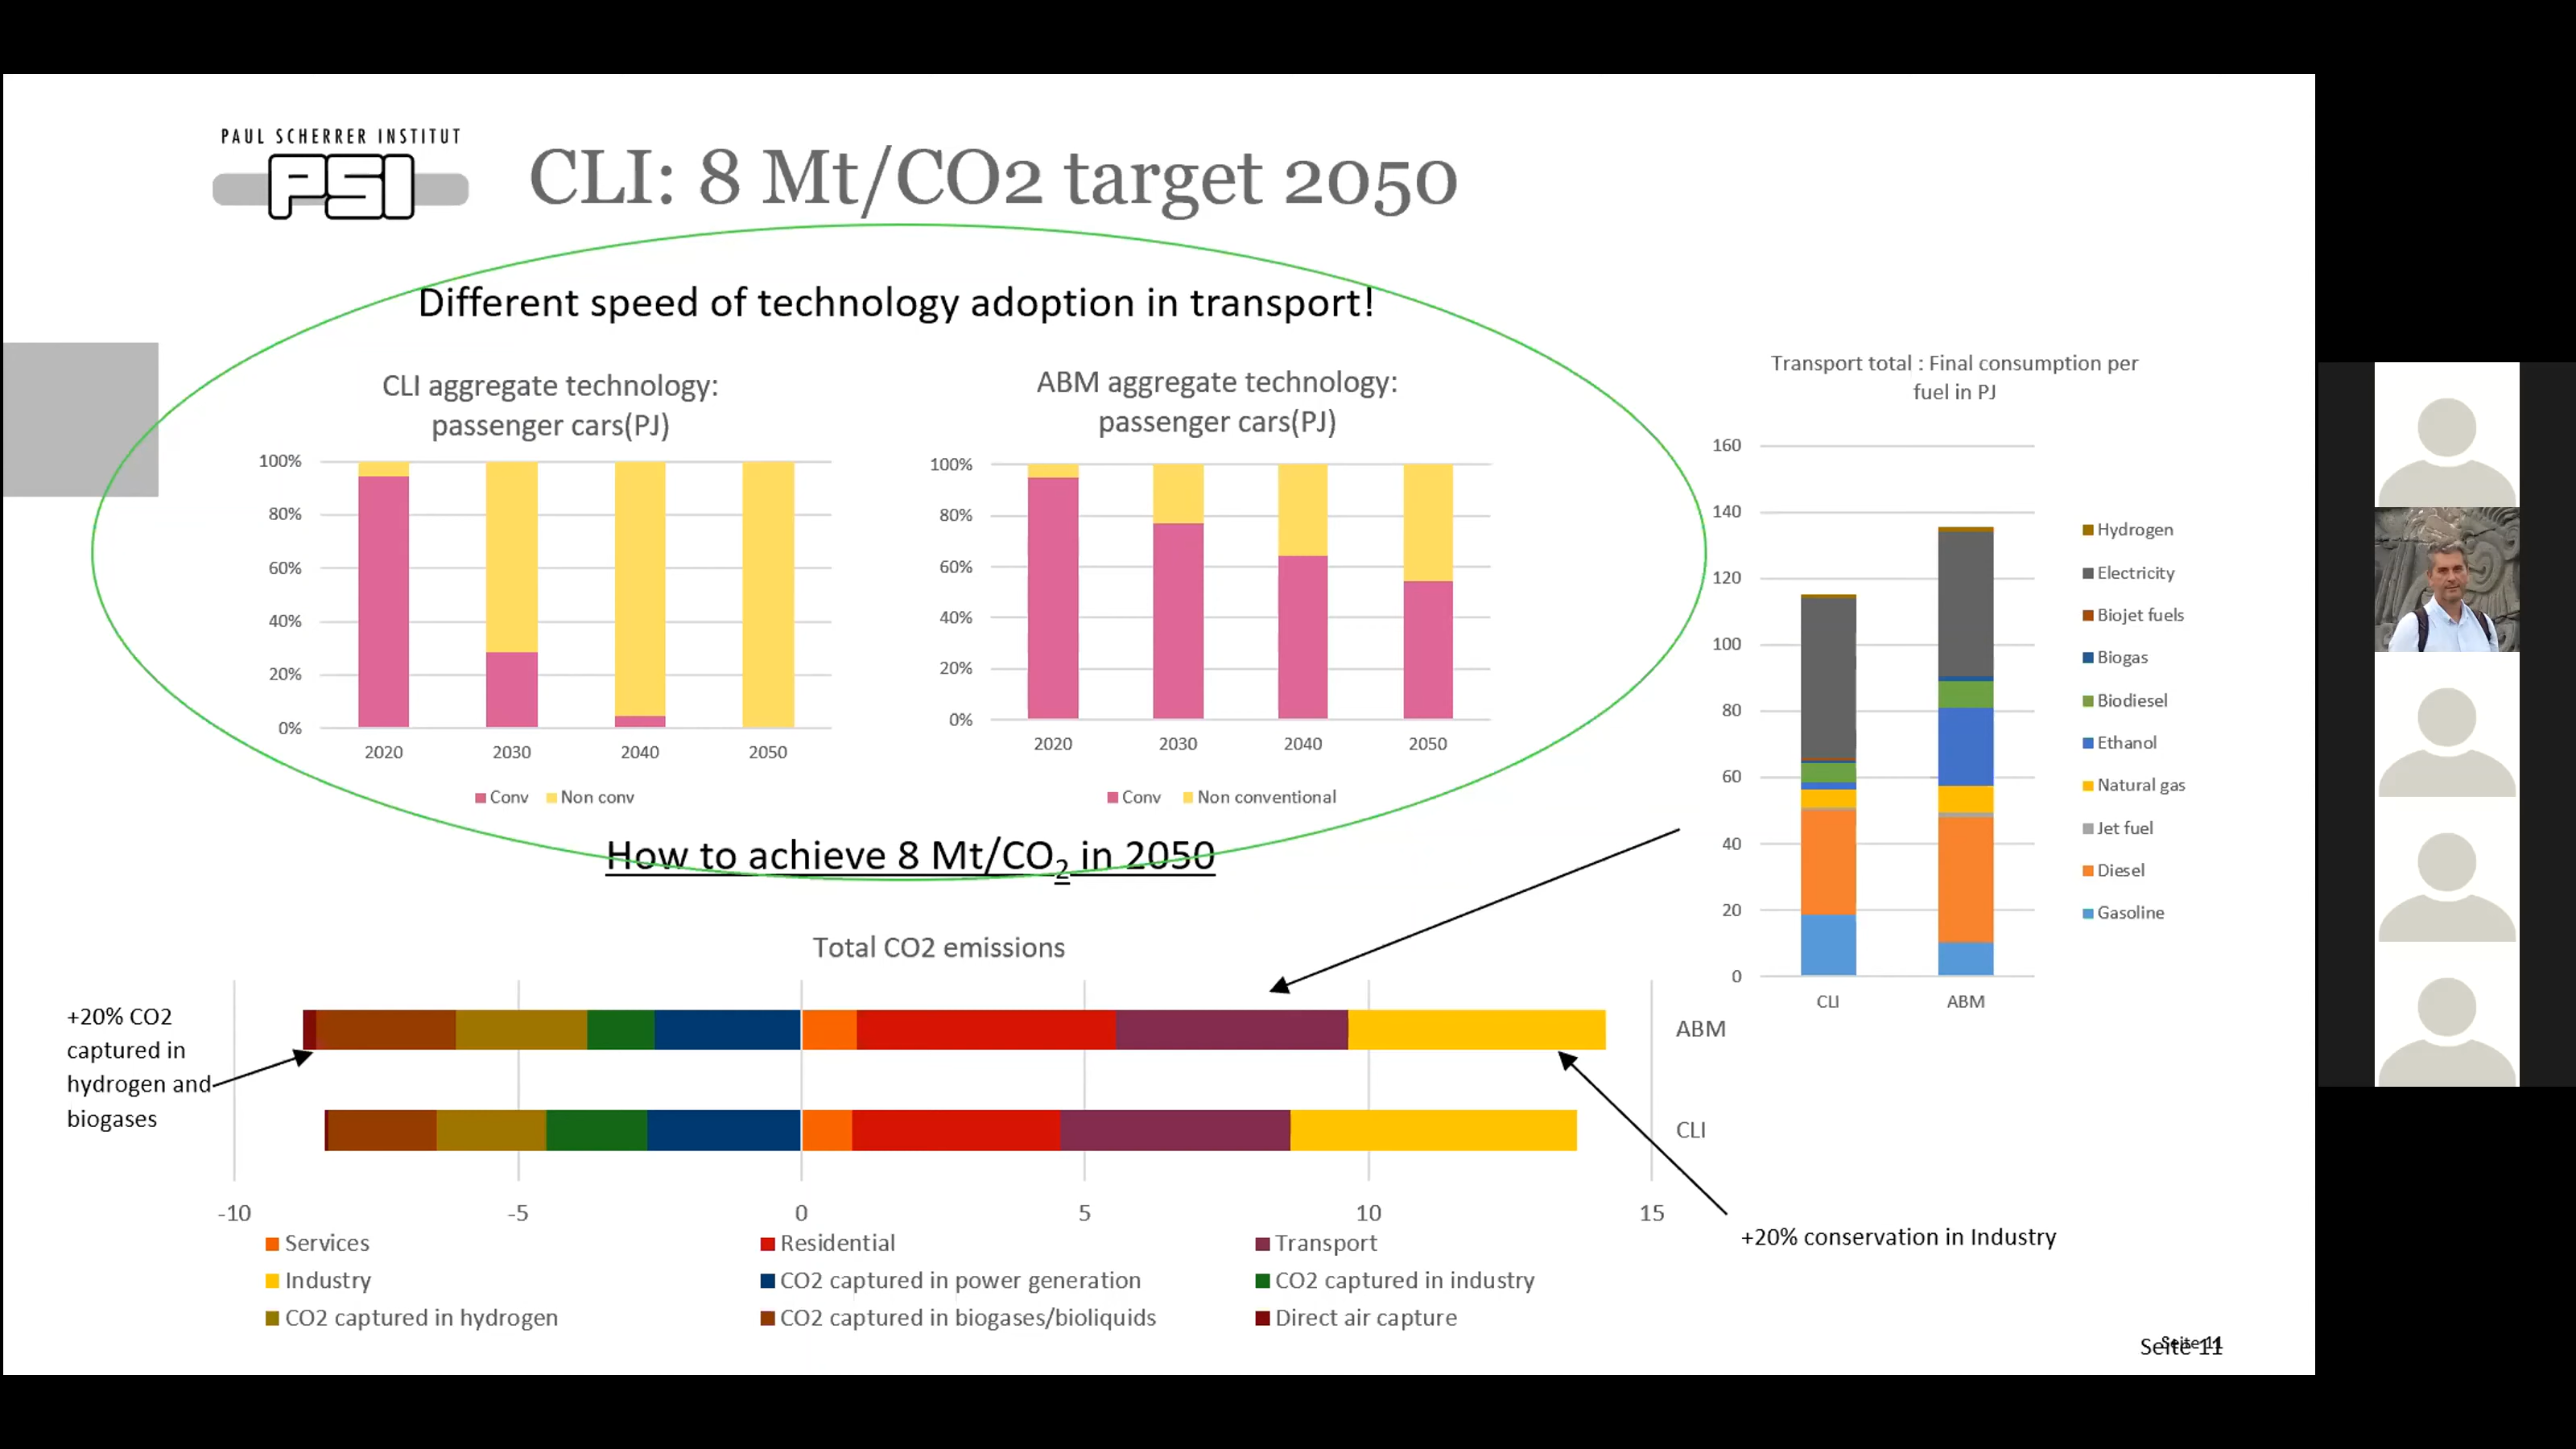 PAUL SCHERRER INSTITUT
PSI
CLI: 8 Mt/CO2 target 2050
Different speed of technology adoption in transport!
CLI aggregate technology:
passenger cars(PJ)
100%
80%
60%
40%
20%
0%
2020 2030 2040 2050
Conv Non conv
ABM aggregate technology:
passenger cars(PJ)
100%
80%
60%
40%
20%
0%
2020 2030 2040 2050
Conv Non conventional
Transport total : Final consumption per
fuel in PJ
160
140
120
100
80
60
40
20
0
CLI ABM
Hydrogen
Electricity
Biojet fuels
Biogas
Biodiesel
Ethanol
Natural gas
Jet fuel
Diesel
Gasoline
How to achieve 8 Mt/CO2 in 2050
Total CO2 emissions
+20% CO2
captured in
hydrogen and
biogases
ABM
CLI
-10 -5 0 5 10 15
+20% conservation in Industry
Services Residential Transport
Industry CO2 captured in power generation CO2 captured in industry
CO2 captured in hydrogen CO2 captured in biogases/bioliquids Direct air capture
Seite 11
Seite 11